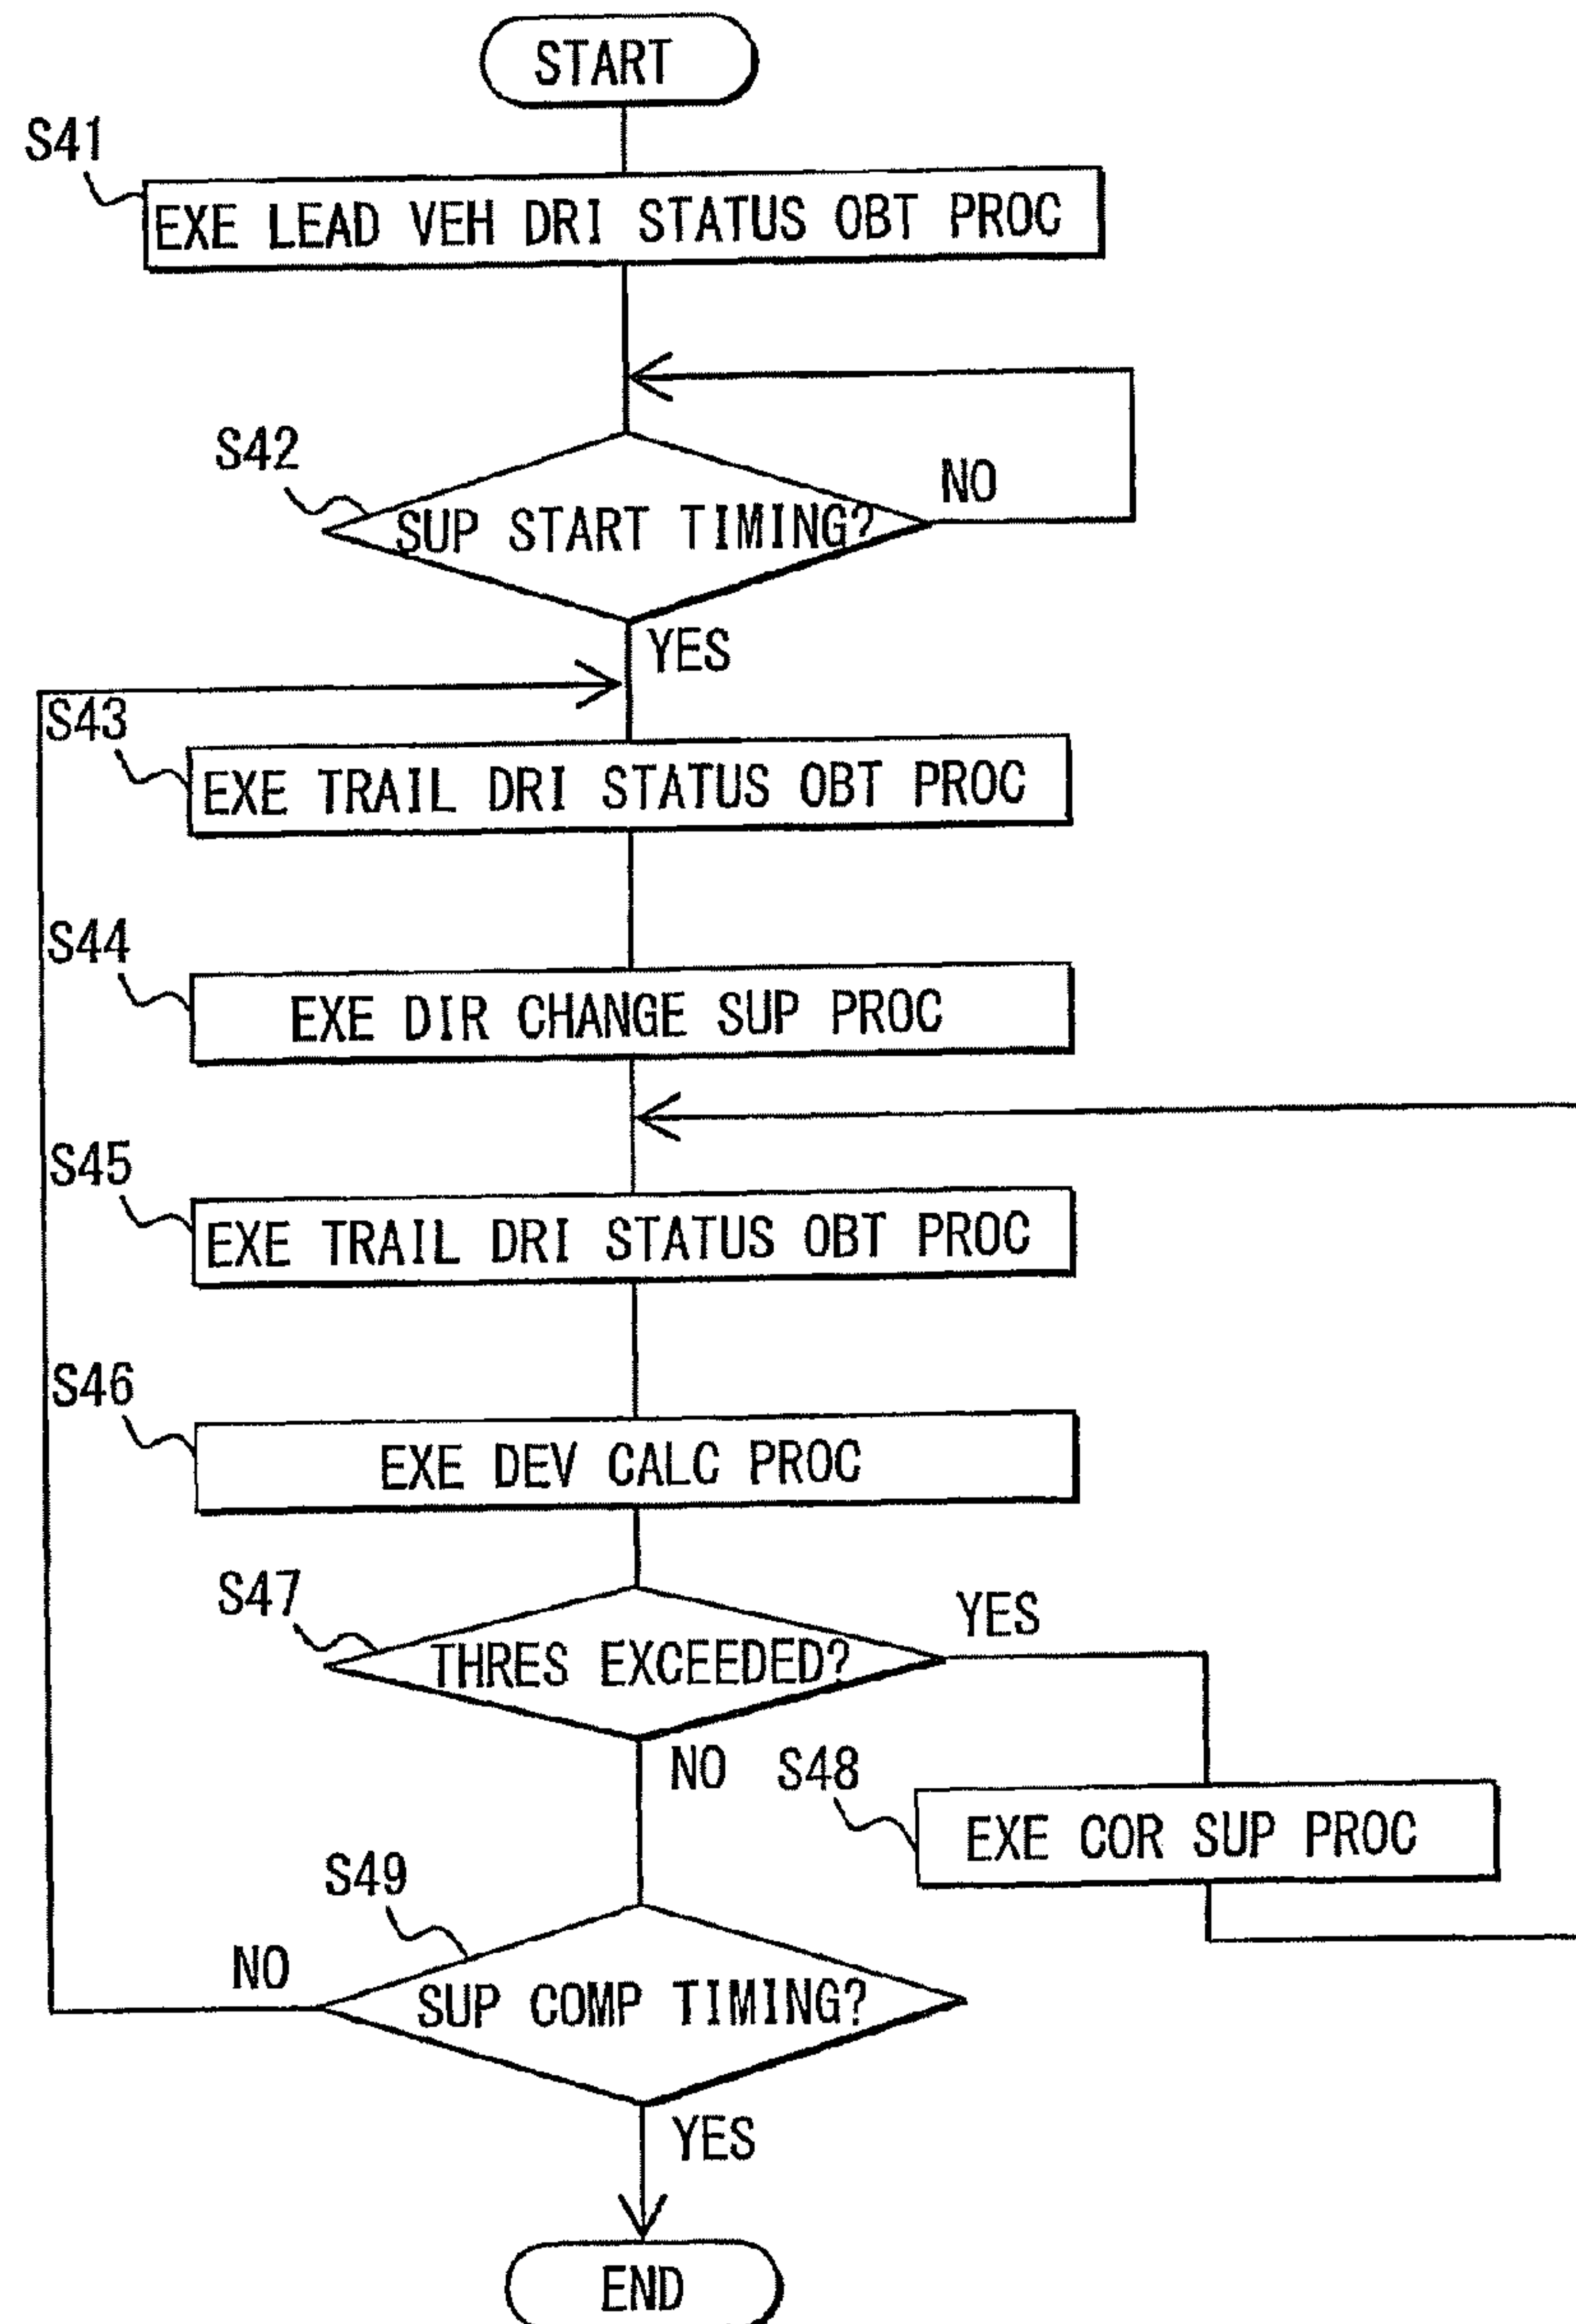 START
S41
EXE LEAD VEH DRI STATUS OBT PROC
S42
SUP START TIMING?
NO
YES
S43
EXE TRAIL DRI STATUS OBT PROC
S44
EXE DIR CHANGE SUP PROC
S45
EXE TRAIL DRI STATUS OBT PROC
S46
EXE DEV CALC PROC
S47
THRES EXCEEDED?
YES
NO
S48
EXE COR SUP PROC
S49
SUP COMP TIMING?
NO
YES
END